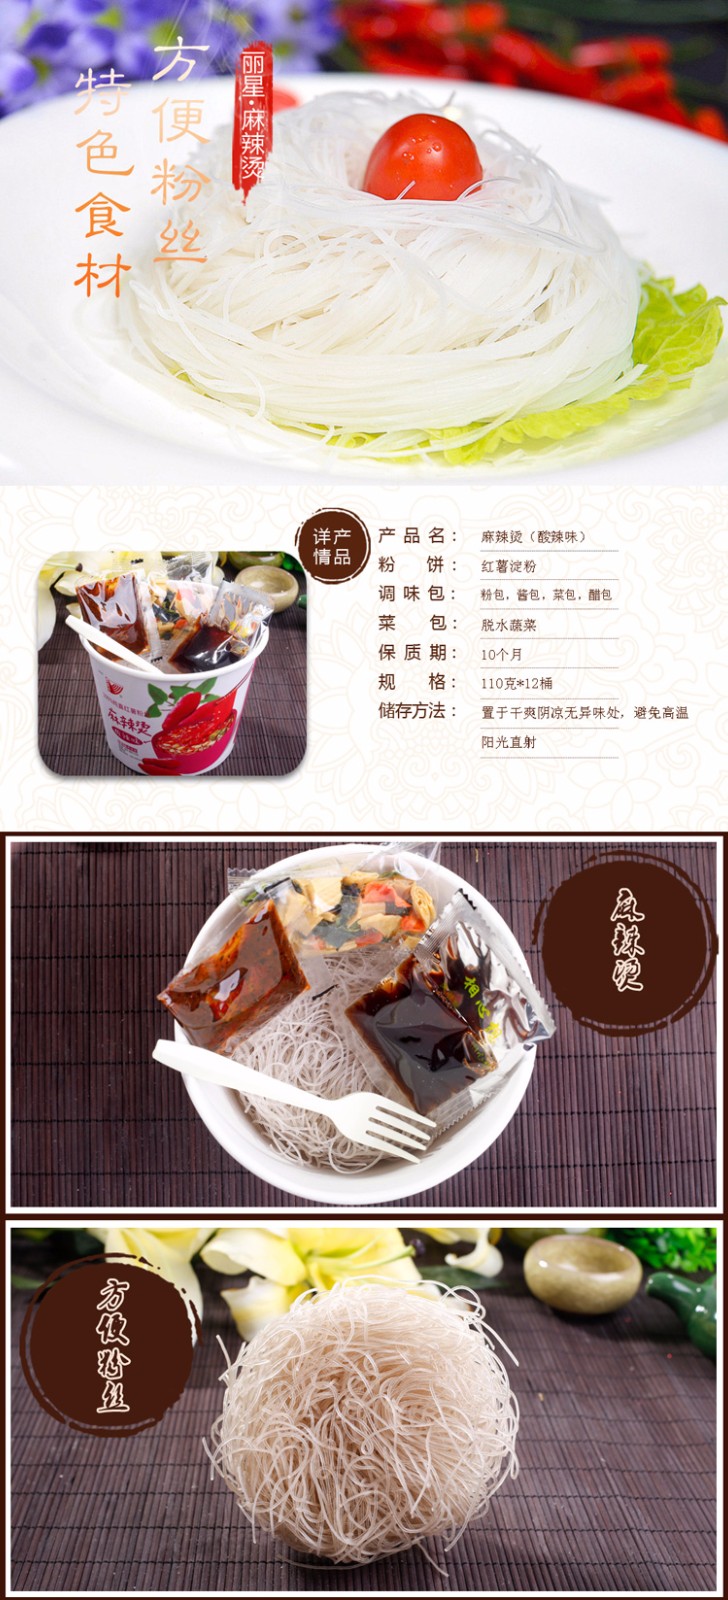 方便粉丝
特色食材
丽星·麻辣烫
产品详情
产品名： 麻辣烫（酸辣味）
粉饼： 红薯淀粉
调味包： 粉包，酱包，菜包，醋包
菜包： 脱水蔬菜
保质期： 10个月
规格： 110克*12桶
储存方法： 置于干爽阴凉无异味处，避免高温
阳光直射
麻辣烫
麻辣烫
方便粉丝